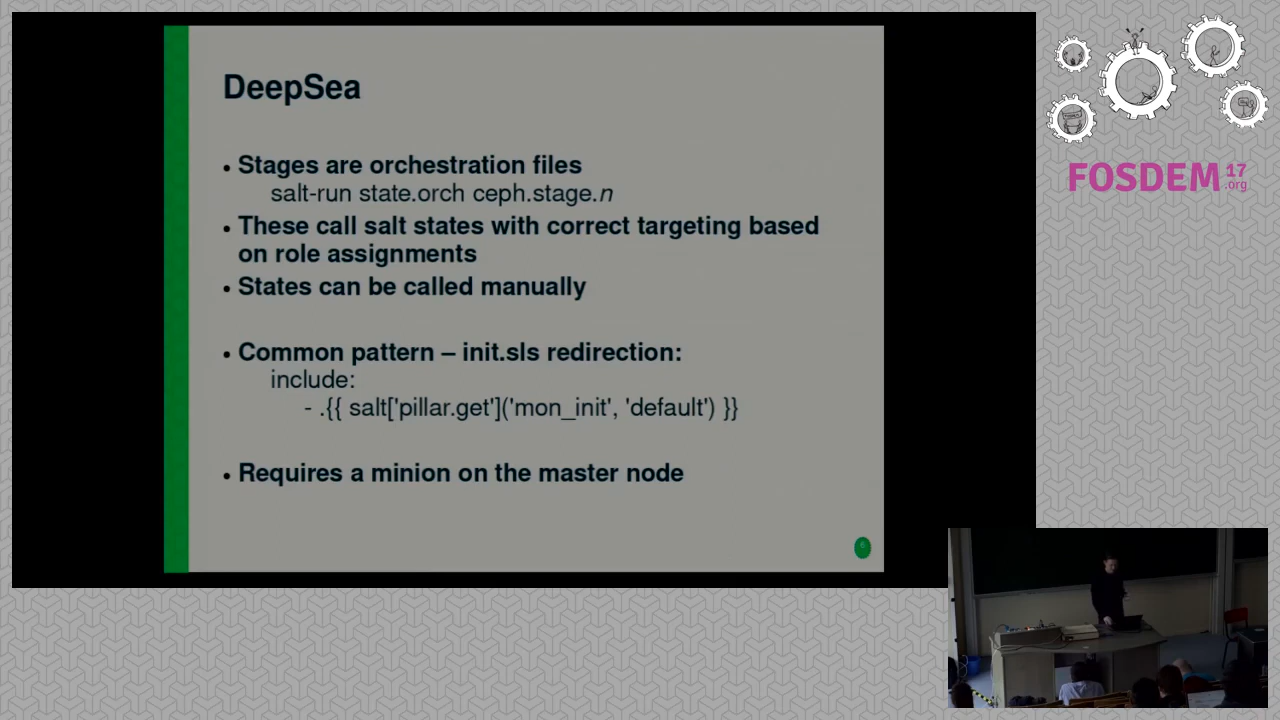 DeepSea
• Stages are orchestration files
salt-run state.orch ceph.stage.n
• These call salt states with correct targeting based
on role assignments
• States can be called manually
• Common pattern – init.sls redirection:
include:
- .{{ salt['pillar.get']('mon_init', 'default') }}
• Requires a minion on the master node
FOSDEM 17
.org